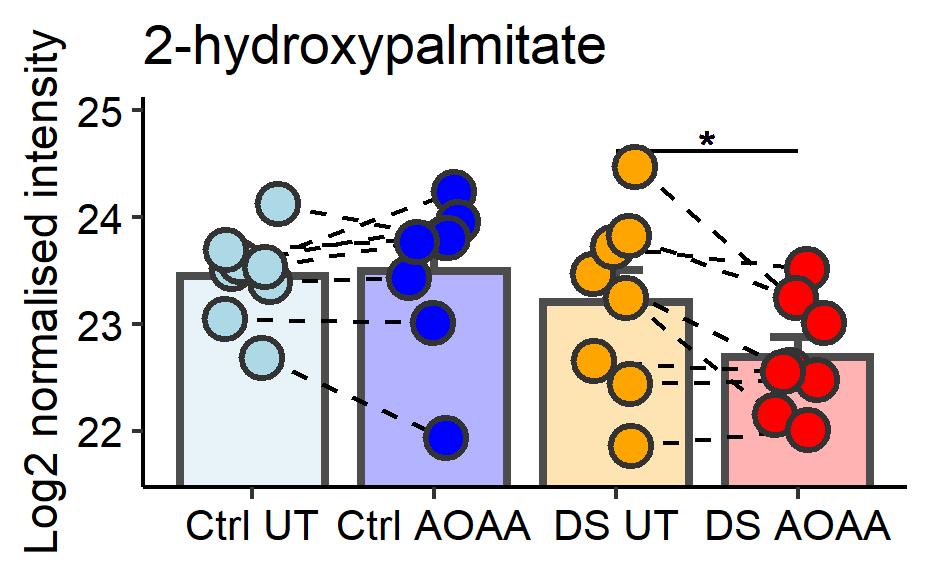 2-hydroxypalmitate
Log2 normalised intensity
25
24
23
22
*
Ctrl UT
Ctrl AOAA
DS UT
DS AOAA